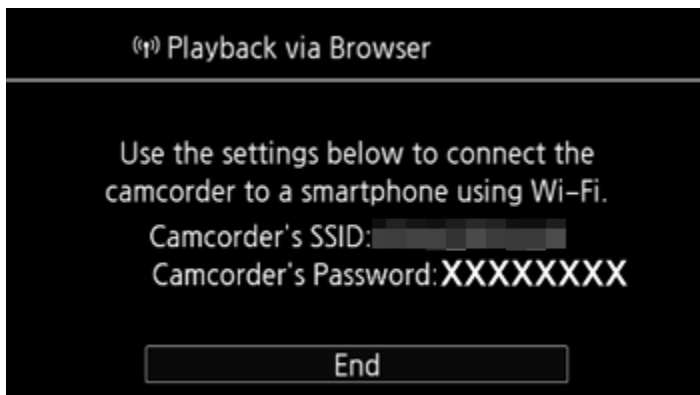 Playback via Browser
Use the settings below to connect the
camcorder to a smartphone using Wi-Fi.
Camcorder's SSID:
Camcorder's Password: XXXXXXXX
End